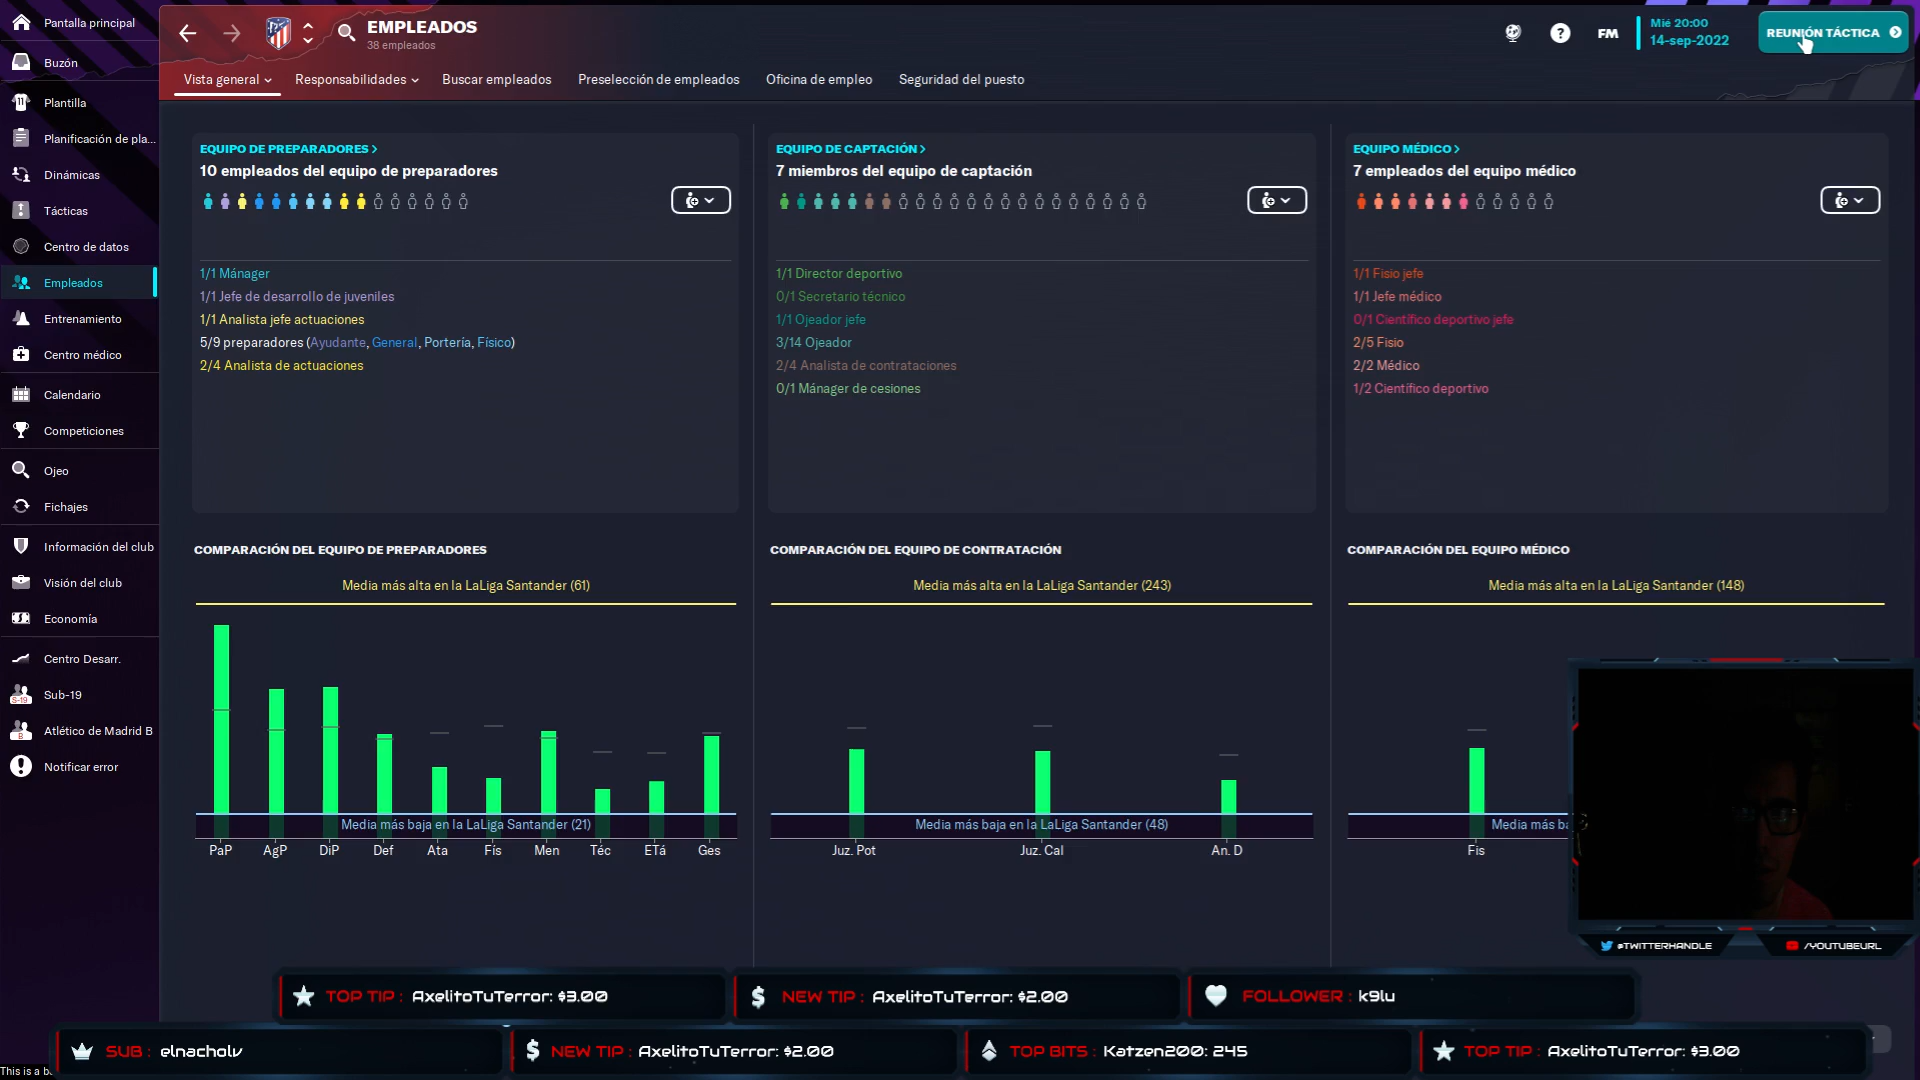 Pantalla principal
Buzón
Plantilla
Planificación de pla...
Dinámicas
Tácticas
Centro de datos
Empleados
Entrenamiento
Centro médico
Calendario
Competiciones
Ojeo
Fichajes
Información del club
Visión del club
Economía
Centro Desarr.
Sub-19
Atlético de Madrid B
Notificar error
EMPLEADOS
38 empleados
FM
Mié 20:00
14-sep-2022
REUNIÓN TÁCTICA
Vista general
Responsabilidades
Buscar empleados
Preselección de empleados
Oficina de empleo
Seguridad del puesto
EQUIPO DE PREPARADORES >
10 empleados del equipo de preparadores
1/1 Mánager
1/1 Jefe de desarrollo de juveniles
1/1 Analista jefe actuaciones
5/9 preparadores (Ayudante, General, Portería, Físico)
2/4 Analista de actuaciones
EQUIPO DE CAPTACIÓN >
7 miembros del equipo de captación
1/1 Director deportivo
0/1 Secretario técnico
1/1 Ojeador jefe
3/14 Ojeador
2/4 Analista de contrataciones
0/1 Mánager de cesiones
EQUIPO MÉDICO >
7 empleados del equipo médico
1/1 Fisio jefe
1/1 Jefe médico
0/1 Científico deportivo jefe
2/5 Fisio
2/2 Médico
1/2 Científico deportivo
COMPARACIÓN DEL EQUIPO DE PREPARADORES
Media más alta en la LaLiga Santander (61)
Media más baja en la LaLiga Santander (21)
PaP AgP DiP Def Ata Fís Men Téc ETá Ges
COMPARACIÓN DEL EQUIPO DE CONTRATACIÓN
Media más alta en la LaLiga Santander (243)
Media más baja en la LaLiga Santander (48)
Juz. Pot Juz. Cal An. D
COMPARACIÓN DEL EQUIPO MÉDICO
Media más alta en la LaLiga Santander (148)
Media más ba
Fis
@TWITTERHANDLE
/YOUTUBEURL
TOP TIP : AxelitoTuTerror: $3.00
NEW TIP : AxelitoTuTerror: $2.00
FOLLOWER : k9lu
SUB : elnacholv
NEW TIP : AxelitoTuTerror: $2.00
TOP BITS : Katzen200: 245
TOP TIP : AxelitoTuTerror: $3.00
This is a b